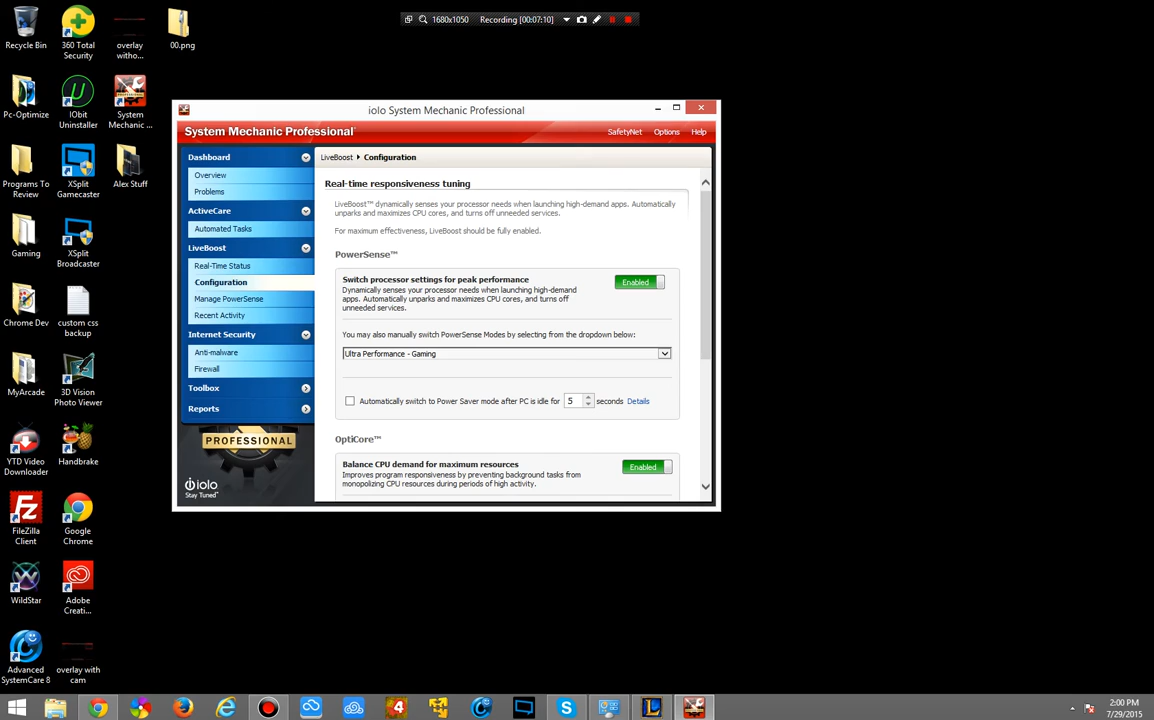 1680x1050 Recording [00:07:10]
Recycle Bin
360 Total
Security
overlay
witho...
00.png
Pc-Optimize
IObit
Uninstaller
System
Mechanic ...
Programs To
Review
XSplit
Gamecaster
Alex Stuff
Gaming
XSplit
Broadcaster
Chrome Dev
custom css
backup
MyArcade
3D Vision
Photo Viewer
YTD Video
Downloader
Handbrake
FileZilla
Client
Google
Chrome
WildStar
Adobe
Creati...
Advanced
SystemCare 8
overlay with
cam
iolo System Mechanic Professional
System Mechanic Professional
SafetyNet Options Help
Dashboard
Overview
Problems
ActiveCare
Automated Tasks
LiveBoost
Real-Time Status
Configuration
Manage PowerSense
Recent Activity
Internet Security
Anti-malware
Firewall
Toolbox
Reports
PROFESSIONAL
iolo
Stay Tuned™
LiveBoost Configuration
Real-time responsiveness tuning
LiveBoost™ dynamically senses your processor needs when launching high-demand apps. Automatically
unparks and maximizes CPU cores, and turns off unneeded services.
For maximum effectiveness, LiveBoost should be fully enabled.
PowerSense™
Switch processor settings for peak performance
Enabled
Dynamically senses your processor needs when launching high-demand
apps. Automatically unparks and maximizes CPU cores, and turns off
unneeded services.
You may also manually switch PowerSense Modes by selecting from the dropdown below:
Ultra Performance - Gaming
Automatically switch to Power Saver mode after PC is idle for 5 seconds Details
OptiCore™
Balance CPU demand for maximum resources
Enabled
Improves program responsiveness by preventing background tasks from
monopolizing CPU resources during periods of high activity.
2:00 PM
7/29/2015